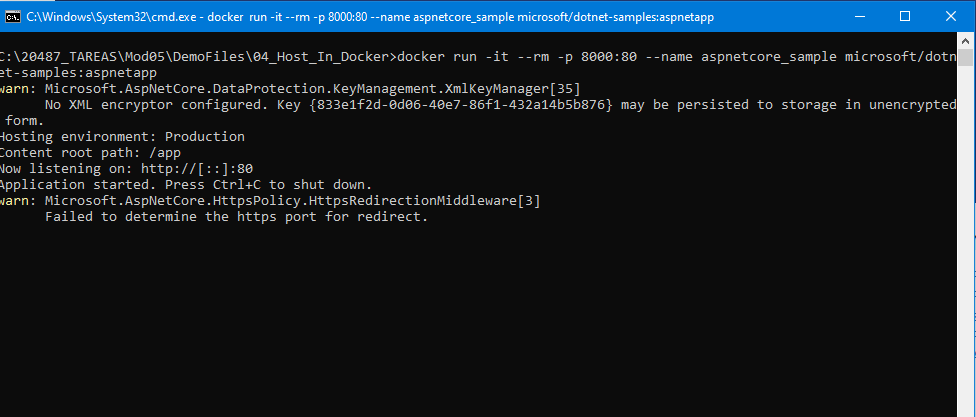 C:\Windows\System32\cmd.exe - docker run -it --rm -p 8000:80 --name aspnetcore_sample microsoft/dotnet-samples:aspnetapp
C:\20487_TAREAS\Mod05\DemoFiles\04_Host_In_Docker>docker run -it --rm -p 8000:80 --name aspnetcore_sample microsoft/dotn
et-samples:aspnetapp
warn: Microsoft.AspNetCore.DataProtection.KeyManagement.XmlKeyManager[35]
      No XML encryptor configured. Key {833e1f2d-0d06-40e7-86f1-432a14b5b876} may be persisted to storage in unencrypted
 form.
Hosting environment: Production
Content root path: /app
Now listening on: http://[::]:80
Application started. Press Ctrl+C to shut down.
warn: Microsoft.AspNetCore.HttpsPolicy.HttpsRedirectionMiddleware[3]
      Failed to determine the https port for redirect.